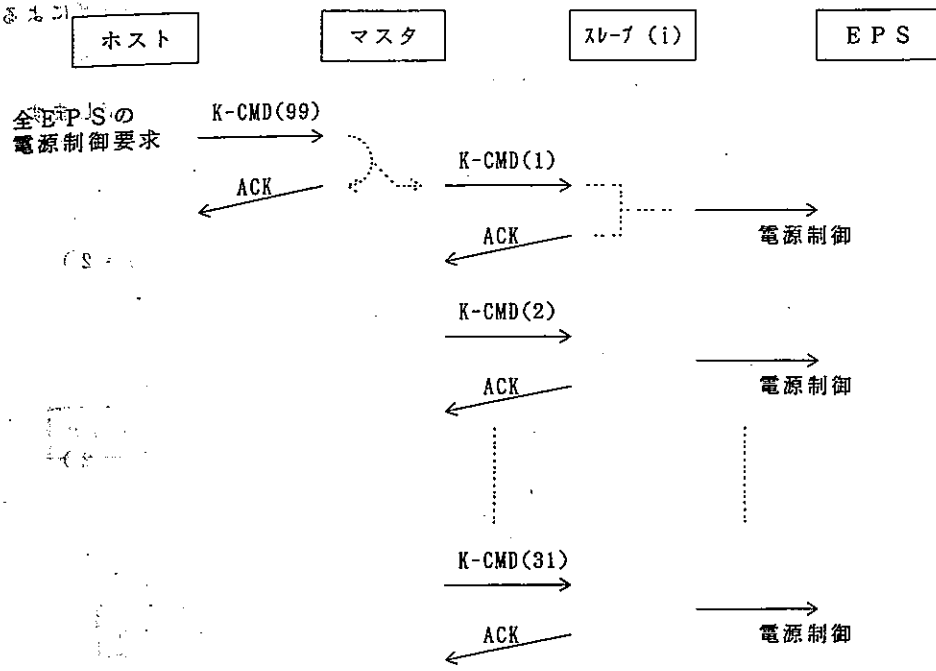 ホスト
マスタ
スレーブ (i)
EPS
全EPSの
電源制御要求
K-CMD(99)
K-CMD(1)
ACK
ACK
電源制御
K-CMD(2)
ACK
電源制御
K-CMD(31)
ACK
電源制御